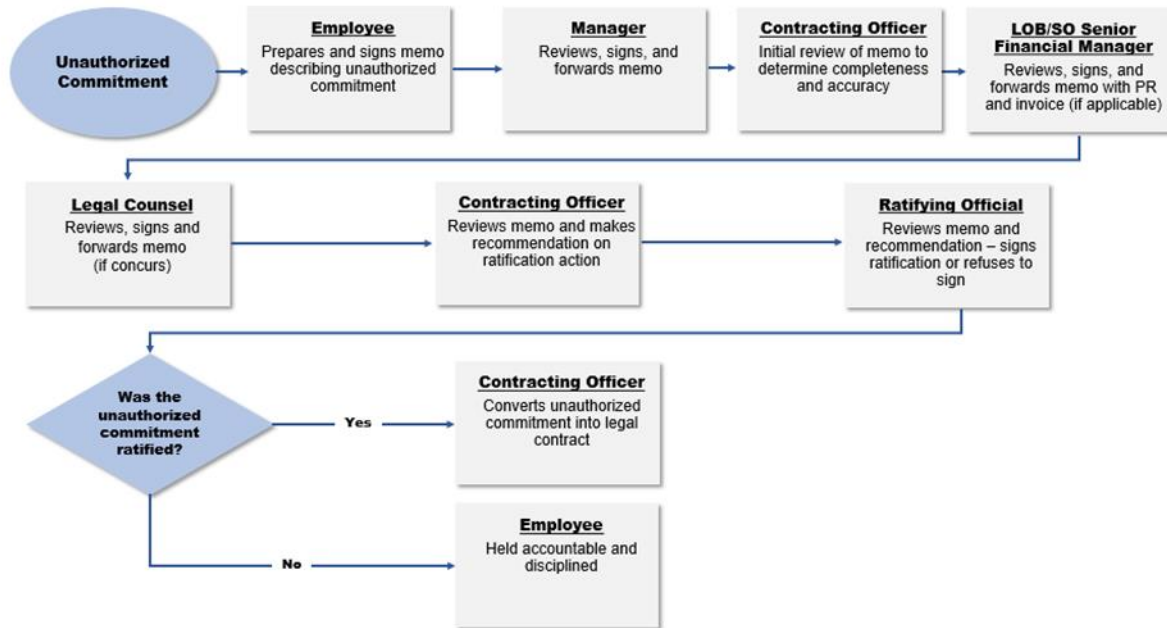 Unauthorized
Commitment
Employee
Prepares and signs memo
describing unauthorized
commitment
Manager
Reviews, signs, and
forwards memo
Contracting Officer
Initial review of memo to
determine completeness
and accuracy
LOB/SO Senior
Financial Manager
Reviews, signs, and
forwards memo with PR
and invoice (if applicable)
Legal Counsel
Reviews, signs and
forwards memo
(if concurs)
Contracting Officer
Reviews memo and makes
recommendation on
ratification action
Ratifying Official
Reviews memo and
recommendation – signs
ratification or refuses to
sign
Was the
unauthorized
commitment
ratified?
Yes
Contracting Officer
Converts unauthorized
commitment into legal
contract
No
Employee
Held accountable and
disciplined